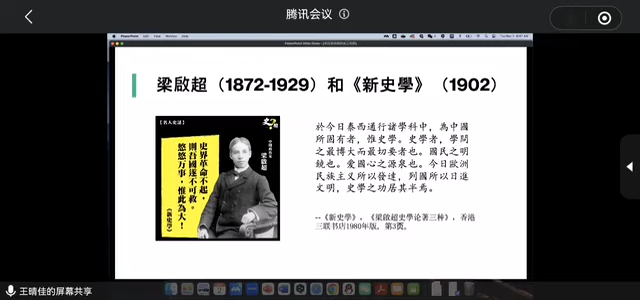 腾讯会议
梁啟超（1872-1929）和《新史學》（1902）
【名人史話】
史界革命不起，
則吾國遂不可救。
悠悠万事，惟此為大！
《新史學》
梁啟超
於今日泰西通行諸學科中，為中國
所固有者，惟史學。史學者，學問
之最博大而最切要者也。國民之明
鏡也。愛國心之源泉也。今日歐洲
民族主义所以發達，列國所以日進
文明，史學之功居其半焉。
--《新史學》，《梁啟超史學论著三种》，香港
三联书店1980年版，第3页。
王晴佳的屏幕共享